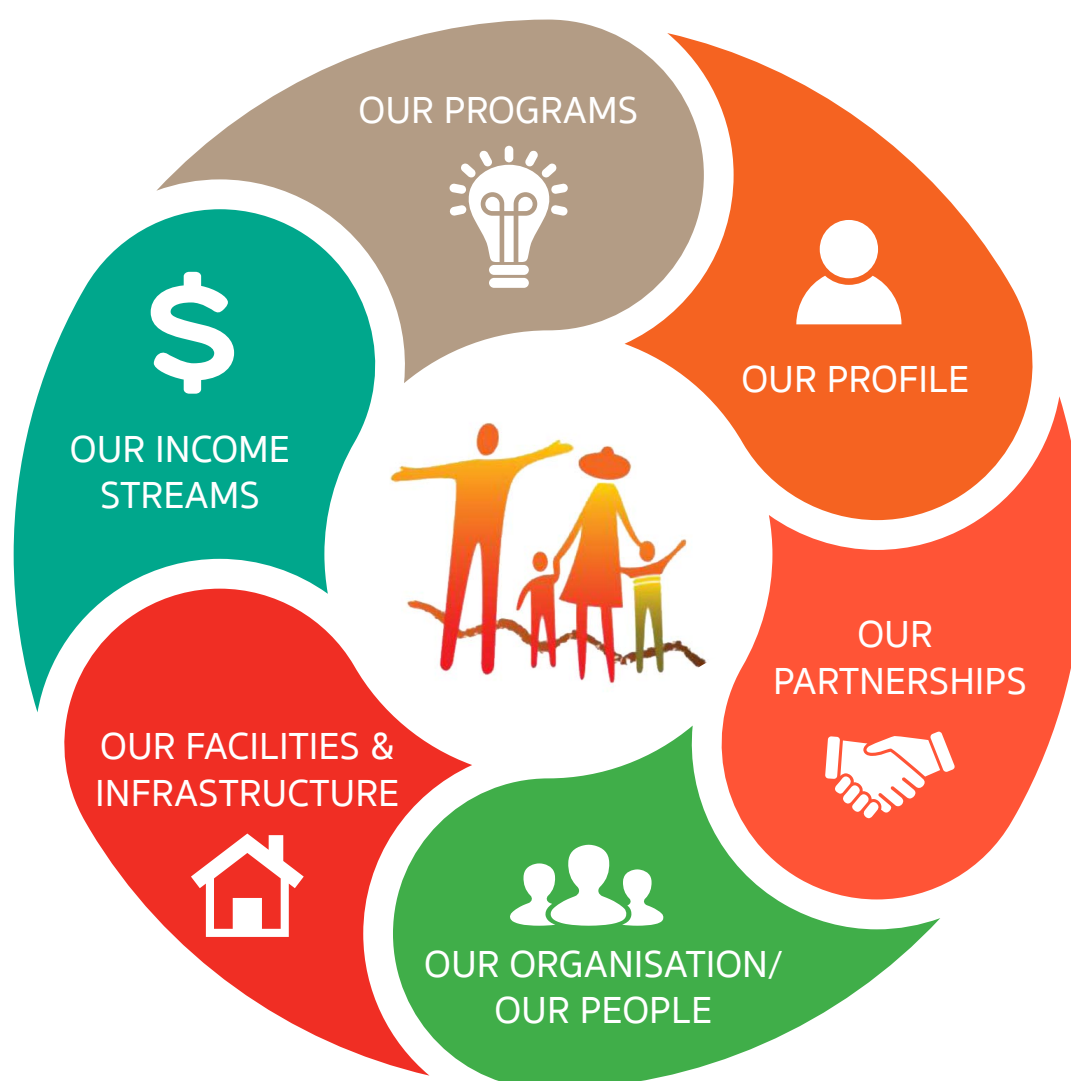 OUR PROGRAMS
OUR PROFILE
OUR
PARTNERSHIPS
OUR ORGANISATION/
OUR PEOPLE
OUR FACILITIES &
INFRASTRUCTURE
OUR INCOME
STREAMS